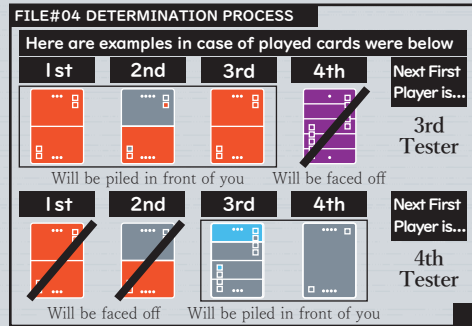 FILE#04 DETERMINATION PROCESS
Here are examples in case of played cards were below
1st 2nd 3rd 4th Next First
Player is...
3rd
Tester
Will be piled in front of you Will be faced off
1st 2nd 3rd 4th Next First
Player is...
4th
Tester
Will be faced off Will be piled in front of you